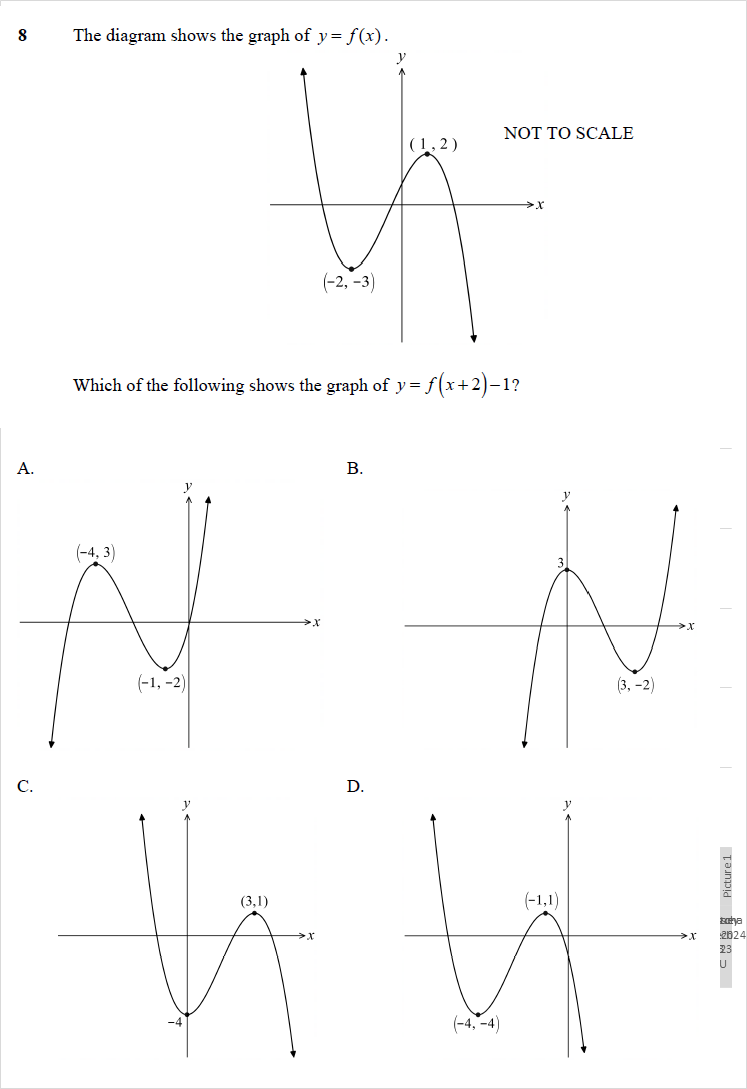 8 The diagram shows the graph of y = f(x).
y
(1, 2)
NOT TO SCALE
x
(−2, −3)
Which of the following shows the graph of y = f(x+2)−1?
A.
y
(−4, 3)
x
(−1, −2)
B.
y
3
x
(3, −2)
C.
y
(3,1)
x
−4
D.
y
(−1,1)
x
(−4, −4)
Picture 1